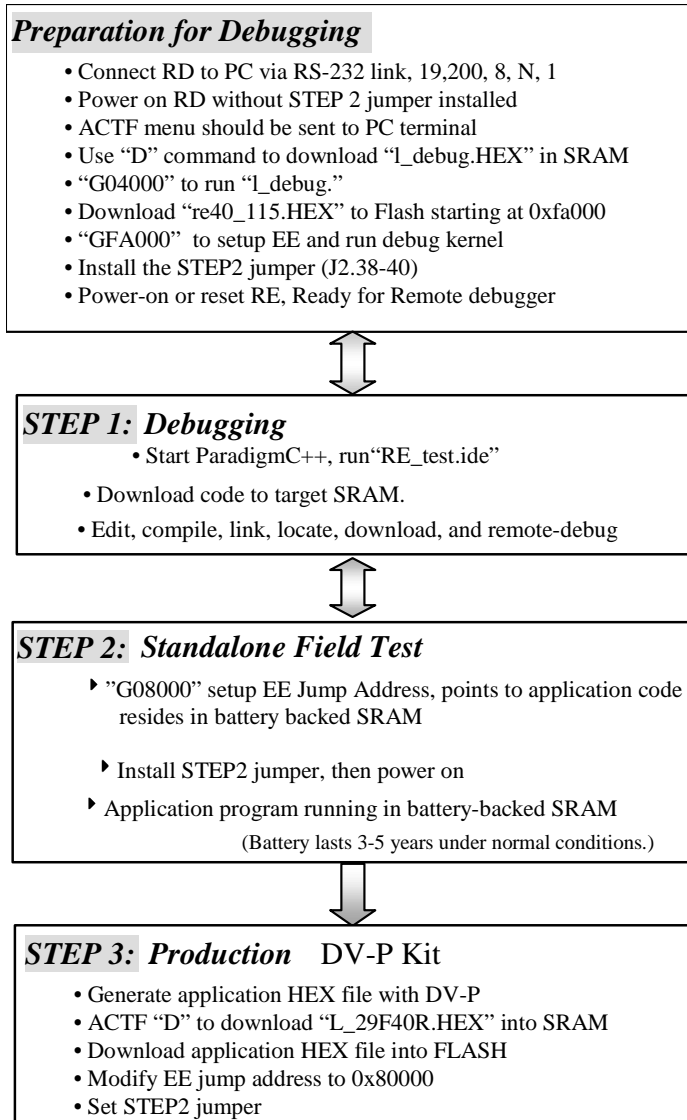 Preparation for Debugging
• Connect RD to PC via RS-232 link, 19,200, 8, N, 1
• Power on RD without STEP 2 jumper installed
• ACTF menu should be sent to PC terminal
• Use “D” command to download “l_debug.HEX” in SRAM
• “G04000” to run “l_debug.”
• Download “re40_115.HEX” to Flash starting at 0xfa000
• “GFA000” to setup EE and run debug kernel
• Install the STEP2 jumper (J2.38-40)
• Power-on or reset RE, Ready for Remote debugger
STEP 1: Debugging
• Start ParadigmC++, run“RE_test.ide”
• Download code to target SRAM.
• Edit, compile, link, locate, download, and remote-debug
STEP 2: Standalone Field Test
”G08000” setup EE Jump Address, points to application code
resides in battery backed SRAM
Install STEP2 jumper, then power on
Application program running in battery-backed SRAM
(Battery lasts 3-5 years under normal conditions.)
STEP 3: Production DV-P Kit
• Generate application HEX file with DV-P
• ACTF “D” to download “L_29F40R.HEX” into SRAM
• Download application HEX file into FLASH
• Modify EE jump address to 0x80000
• Set STEP2 jumper